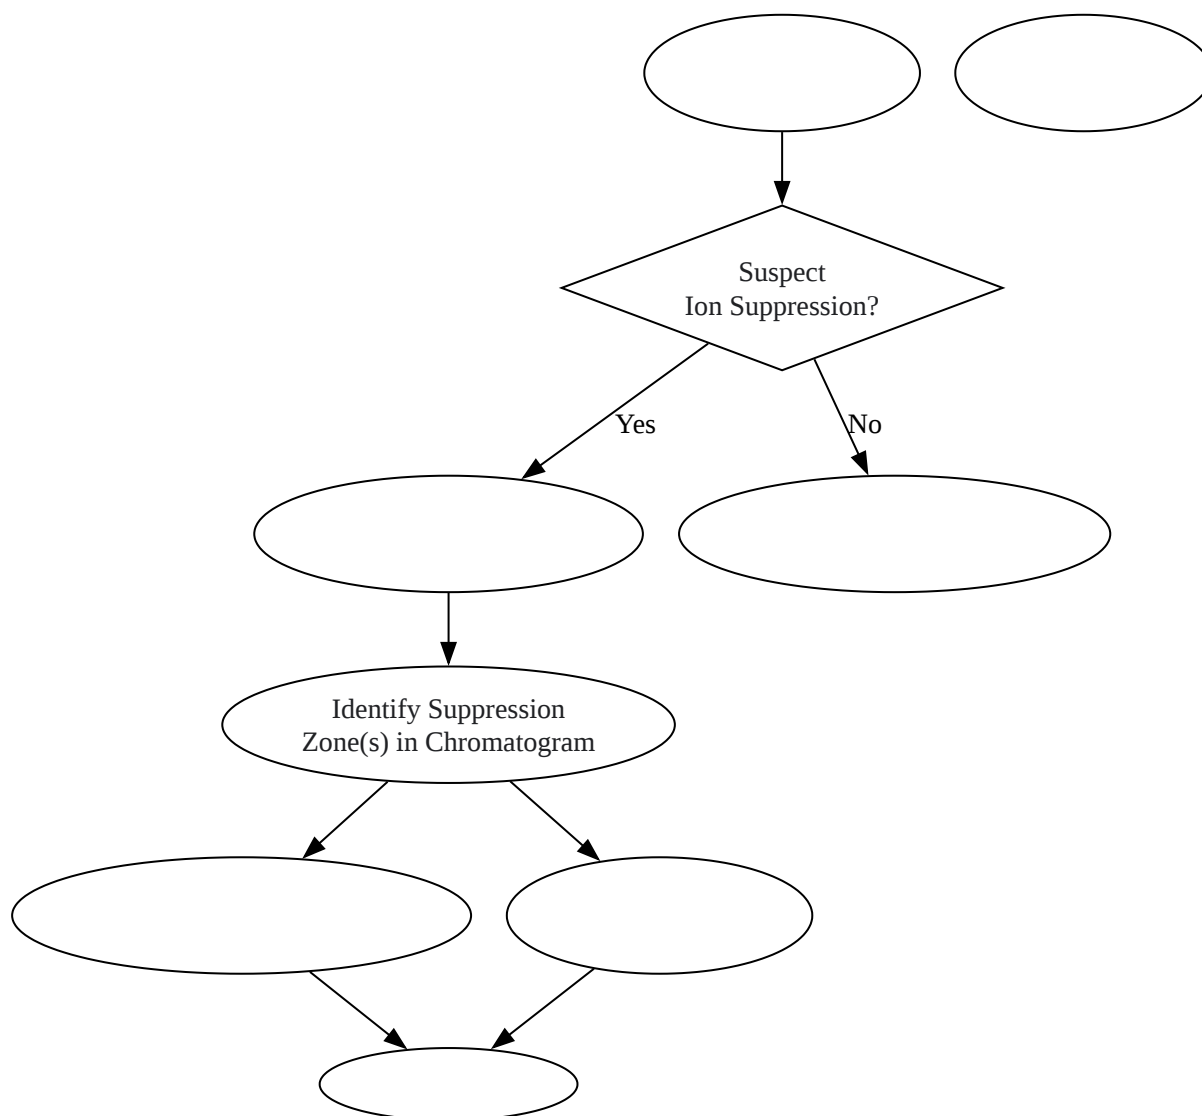 Suspect
Ion Suppression?
Yes
No
Identify Suppression
Zone(s) in Chromatogram